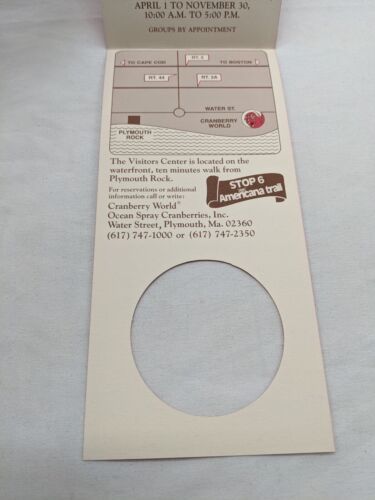 APRIL 1 TO NOVEMBER 30,
10:00 A.M. TO 5:00 P.M.
GROUPS BY APPOINTMENT
RT. 3
TO CAPE COD
TO BOSTON
RT. 44
RT. 3A
WATER ST.
CRANBERRY
WORLD
PLYMOUTH
ROCK
The Visitors Center is located on the
waterfront, ten minutes walk from
Plymouth Rock.
For reservations or additional
information call or write:
Cranberry World®
Ocean Spray Cranberries, Inc.
Water Street, Plymouth, Ma. 02360
(617) 747-1000 or (617) 747-2350
STOP 6
Americana trail